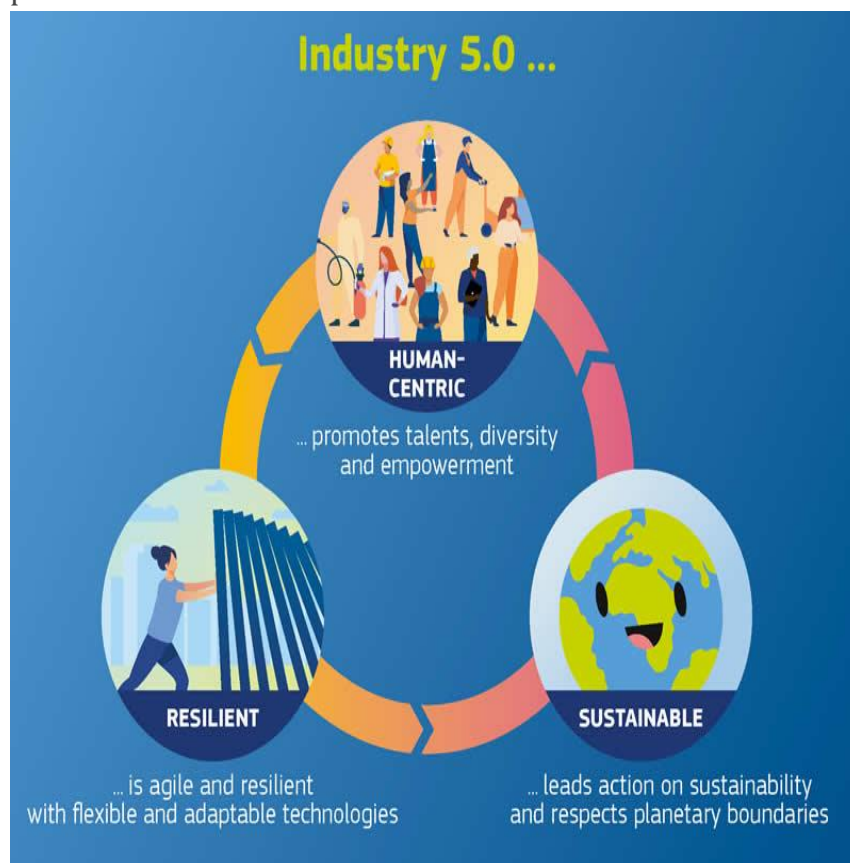 Industry 5.0 ...
HUMAN-
CENTRIC
... promotes talents, diversity
and empowerment
RESILIENT
... is agile and resilient
with flexible and adaptable technologies
SUSTAINABLE
... leads action on sustainability
and respects planetary boundaries